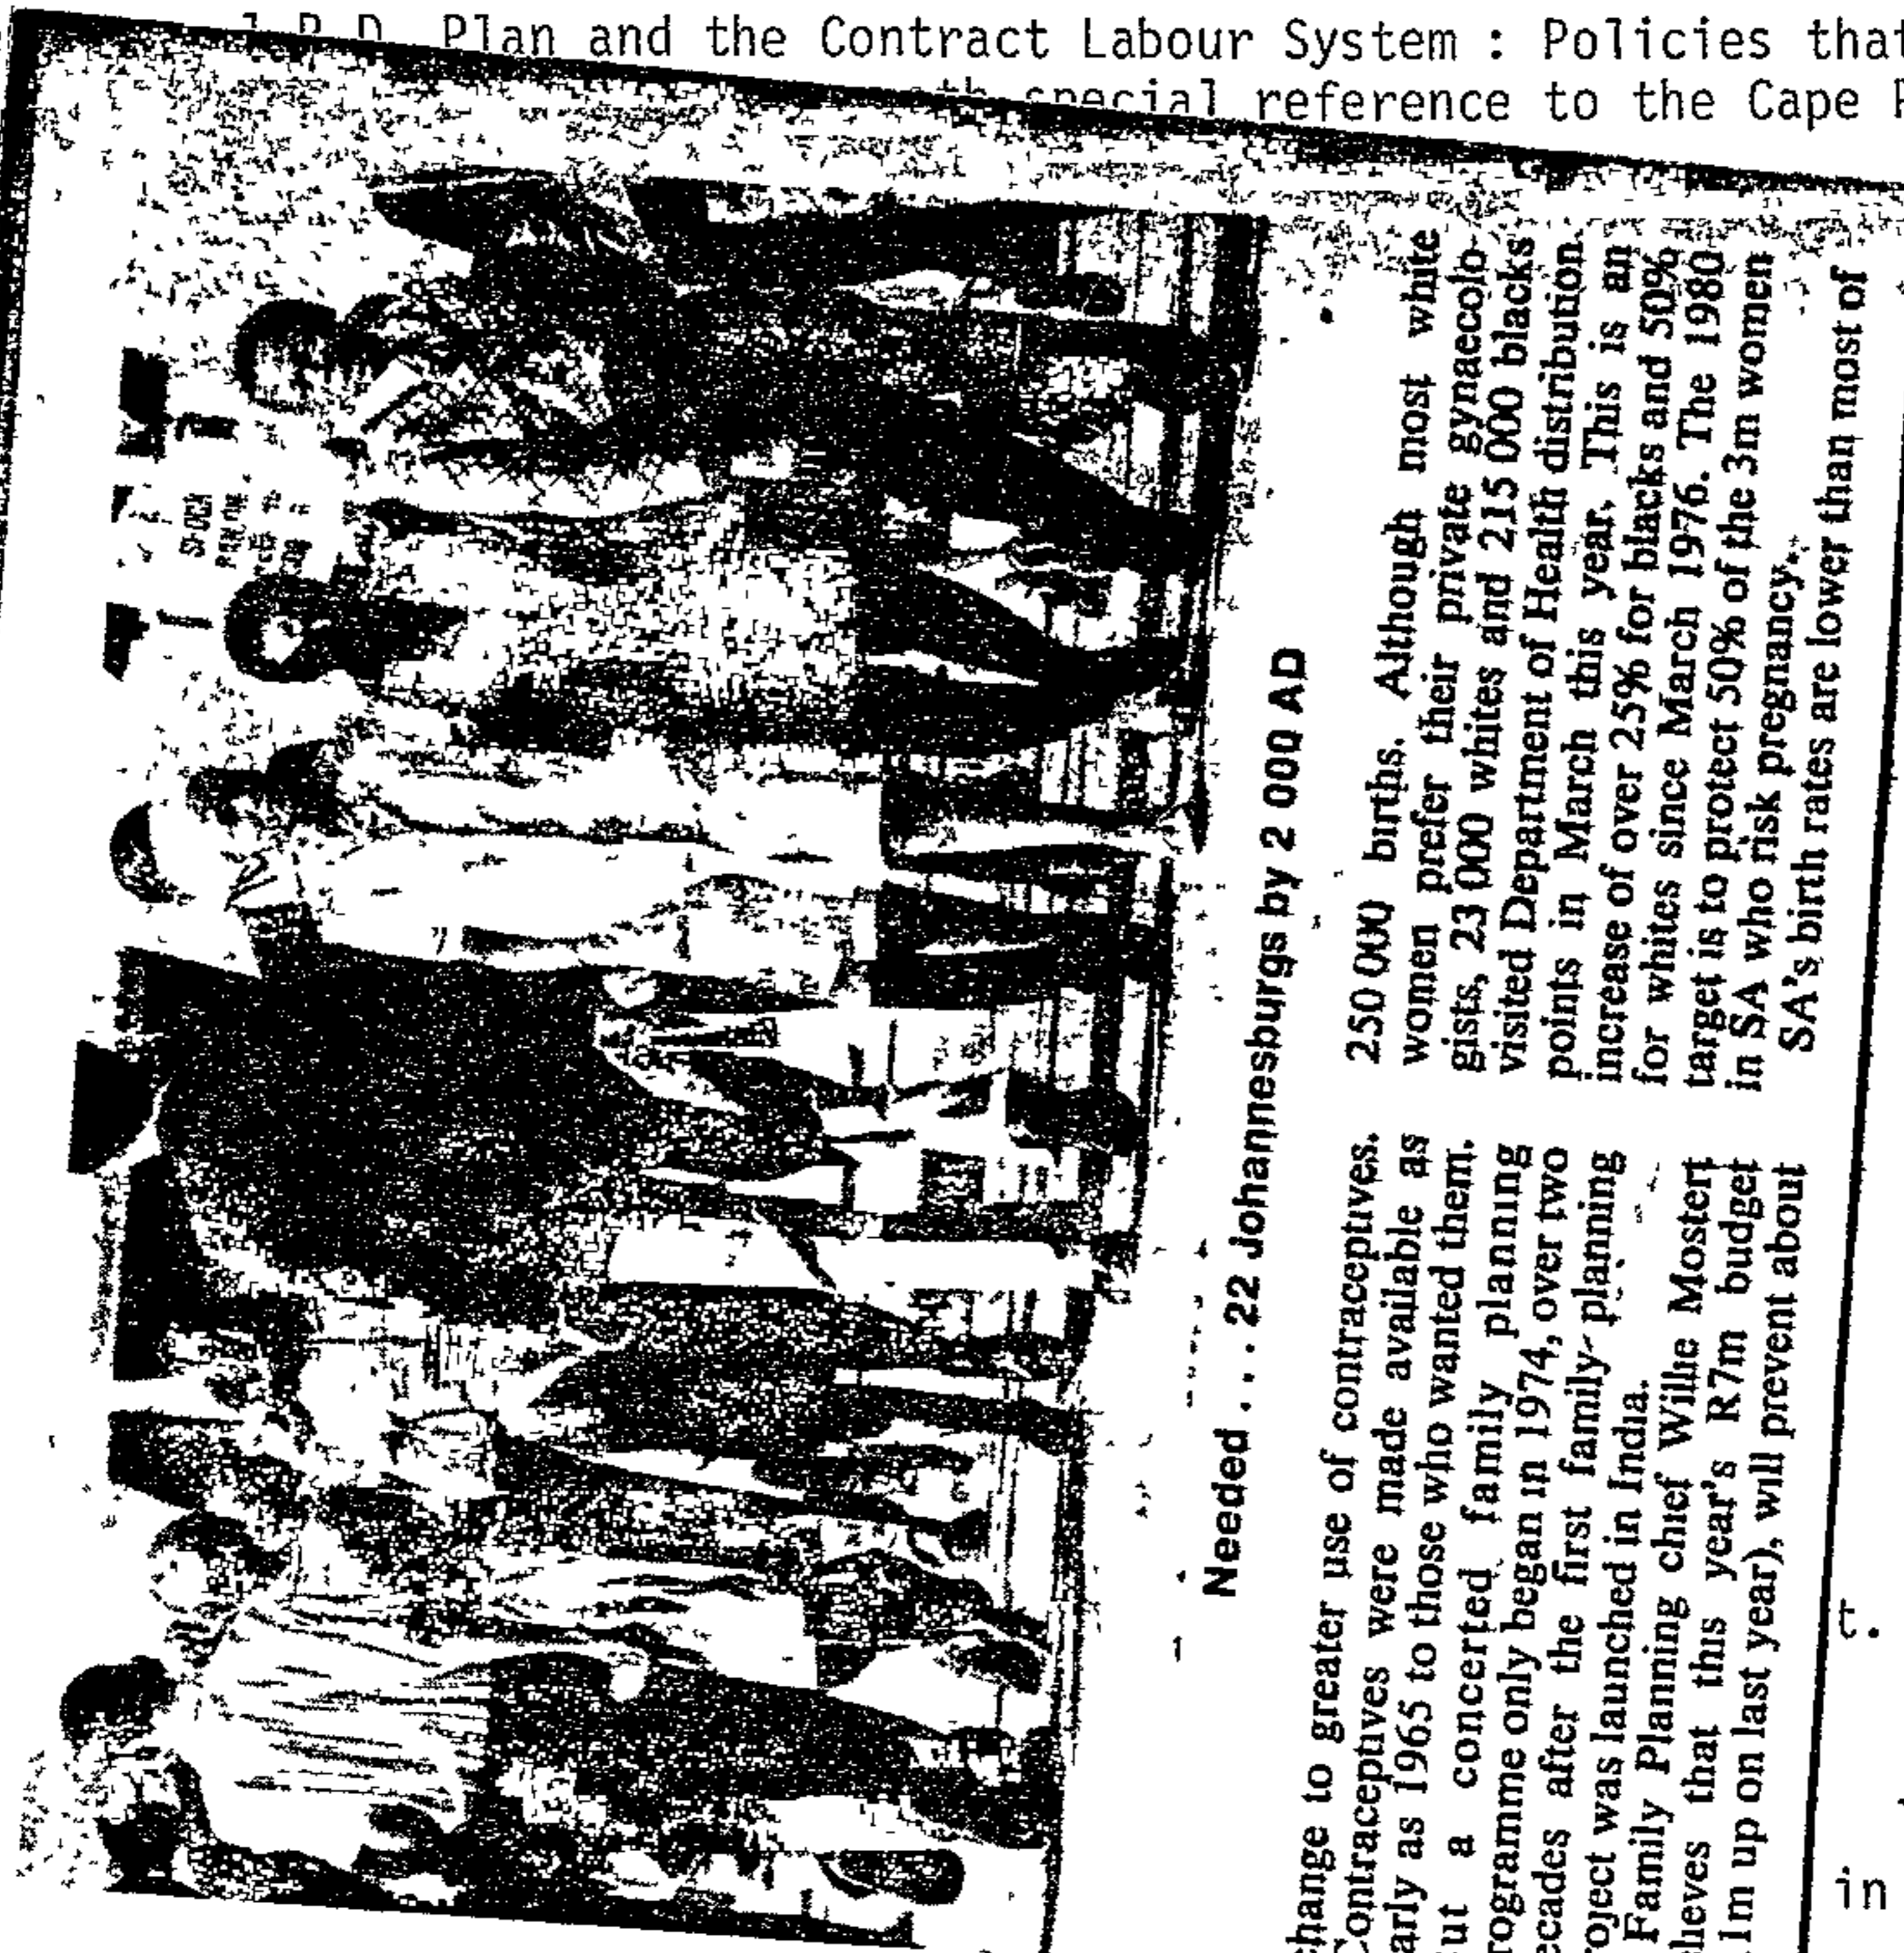 Plan and the Contract Labour System : Policies that
special reference to the Cape
Needed . . . 22 Johannesburgs by 2 000 AD
change to greater use of contraceptives.
Contraceptives were made available as
arly as 1965 to those who wanted them.
ut a concerted family planning
rogramme only began in 1974, over two
ecades after the first family planning
roject was launched in India.
Family Planning chief Willie Mostert
lieves that this year's R7m budget
1m up on last year), will prevent about
250 000 births. Although most white
women prefer their private gynaecolo-
gists, 23 000 whites and 215 000 blacks
visited Department of Health distribution
points in March this year. This is an
increase of over 25% for blacks and 50%
for whites since March 1976. The 1980
target is to protect 50% of the 3m women
in SA who risk pregnancy.
SA's birth rates are lower than most of
t.
in